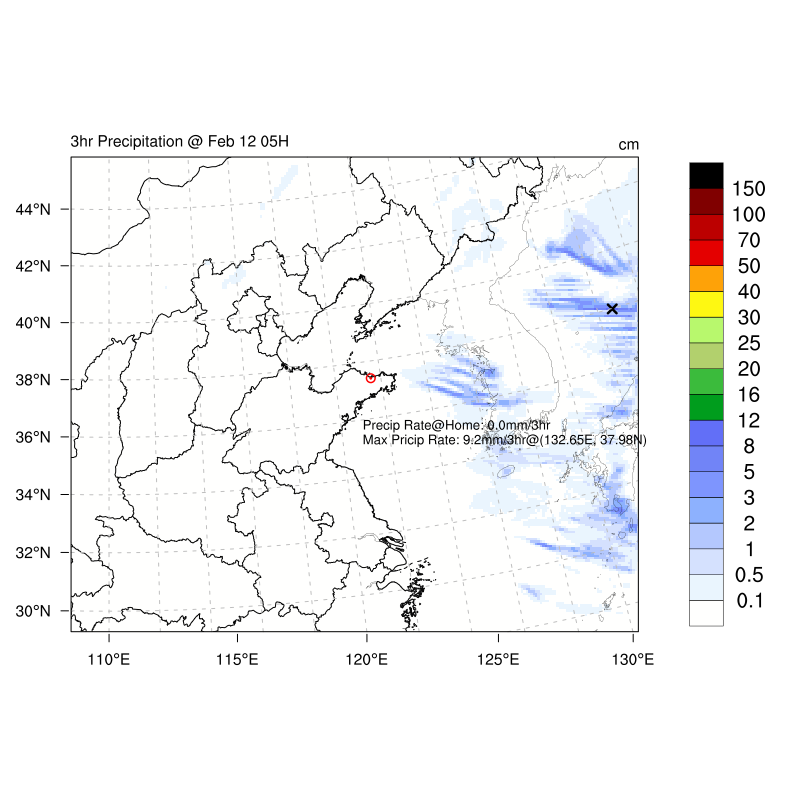 3hr Precipitation @ Feb 12 05H
cm
44°N
42°N
40°N
38°N
36°N
34°N
32°N
30°N
110°E
115°E
120°E
125°E
130°E
Precip Rate@Home: 0.0mm/3hr
Max Pricip Rate: 9.2mm/3hr@(132.65E, 37.98N)
150
100
70
50
40
30
25
20
16
12
8
5
3
2
1
0.5
0.1